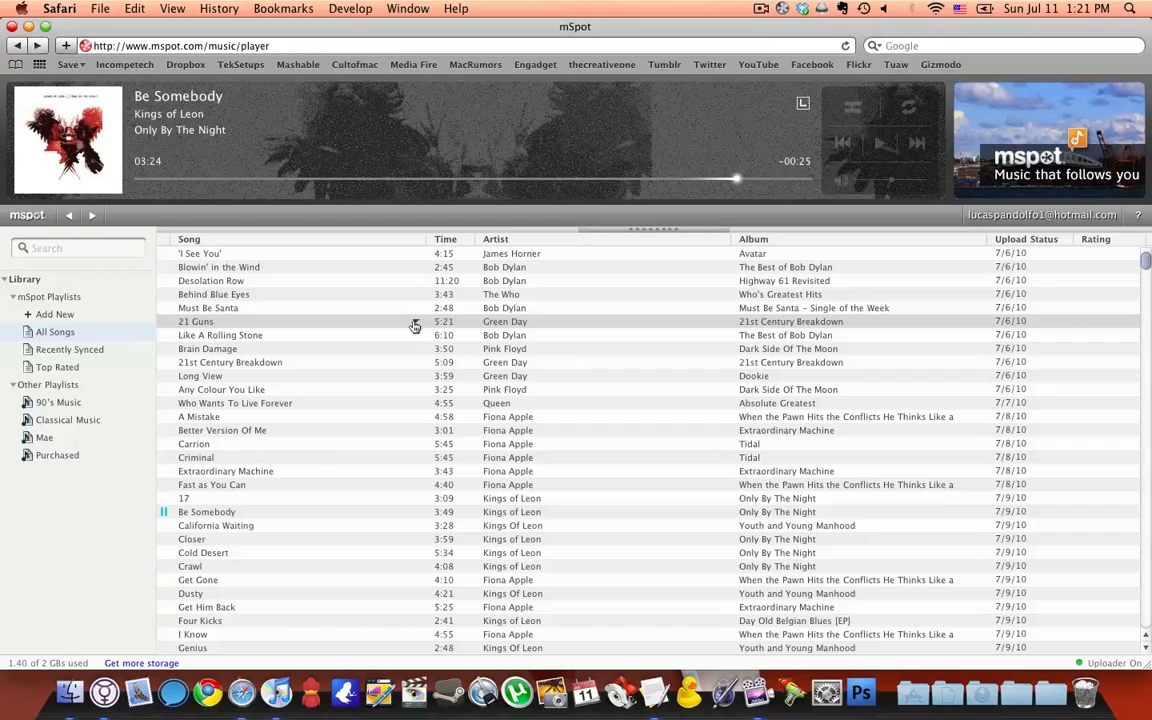 Safari File Edit View History Bookmarks Develop Window Help Sun Jul 11 1:21 PM
mSpot
http://www.mspot.com/music/player Google
Save Incompetech Dropbox TekSetups Mashable Cultofmac Media Fire MacRumors Engadget thecreativeone Tumblr Twitter YouTube Facebook Flickr Tuaw Gizmodo
Be Somebody
Kings of Leon
Only By The Night
03:24 -00:25
L
mspot
Music that follows you
mspot lucaspandolfo1@hotmail.com ?
Search
Library
mSpot Playlists
+ Add New
All Songs
Recently Synced
Top Rated
Other Playlists
90's Music
Classical Music
Mae
Purchased
Song Time Artist Album Upload Status Rating
'I See You' 4:15 James Horner Avatar 7/6/10
Blowin' in the Wind 2:45 Bob Dylan The Best of Bob Dylan 7/6/10
Desolation Row 11:20 Bob Dylan Highway 61 Revisited 7/6/10
Behind Blue Eyes 3:43 The Who Who's Greatest Hits 7/6/10
Must Be Santa 2:48 Bob Dylan Must Be Santa - Single of the Week 7/6/10
21 Guns 5:21 Green Day 21st Century Breakdown 7/6/10
Like A Rolling Stone 6:10 Bob Dylan The Best of Bob Dylan 7/6/10
Brain Damage 3:50 Pink Floyd Dark Side Of The Moon 7/6/10
21st Century Breakdown 5:09 Green Day 21st Century Breakdown 7/6/10
Long View 3:59 Green Day Dookie 7/6/10
Any Colour You Like 3:25 Pink Floyd Dark Side Of The Moon 7/6/10
Who Wants To Live Forever 4:55 Queen Absolute Greatest 7/7/10
A Mistake 4:58 Fiona Apple When the Pawn Hits the Conflicts He Thinks Like a 7/8/10
Better Version Of Me 3:01 Fiona Apple Extraordinary Machine 7/8/10
Carrion 5:45 Fiona Apple Tidal 7/8/10
Criminal 5:45 Fiona Apple Tidal 7/8/10
Extraordinary Machine 3:43 Fiona Apple Extraordinary Machine 7/8/10
Fast as You Can 4:40 Fiona Apple When the Pawn Hits the Conflicts He Thinks Like a 7/8/10
17 3:09 Kings of Leon Only By The Night 7/9/10
Be Somebody 3:49 Kings of Leon Only By The Night 7/9/10
California Waiting 3:28 Kings Of Leon Youth and Young Manhood 7/9/10
Closer 3:59 Kings of Leon Only By The Night 7/9/10
Cold Desert 5:34 Kings of Leon Only By The Night 7/9/10
Crawl 4:08 Kings of Leon Only By The Night 7/9/10
Get Gone 4:10 Fiona Apple When the Pawn Hits the Conflicts He Thinks Like a 7/9/10
Dusty 4:21 Kings of Leon Youth and Young Manhood 7/9/10
Get Him Back 5:25 Fiona Apple Extraordinary Machine 7/9/10
Four Kicks 2:41 Kings of Leon Day Old Belgian Blues [EP] 7/9/10
I Know 4:55 Fiona Apple When the Pawn Hits the Conflicts He Thinks Like a 7/9/10
Genius 2:48 Kings of Leon Youth and Young Manhood 7/9/10
1.40 of 2 GBs used Get more storage Uploader On
11 Ps